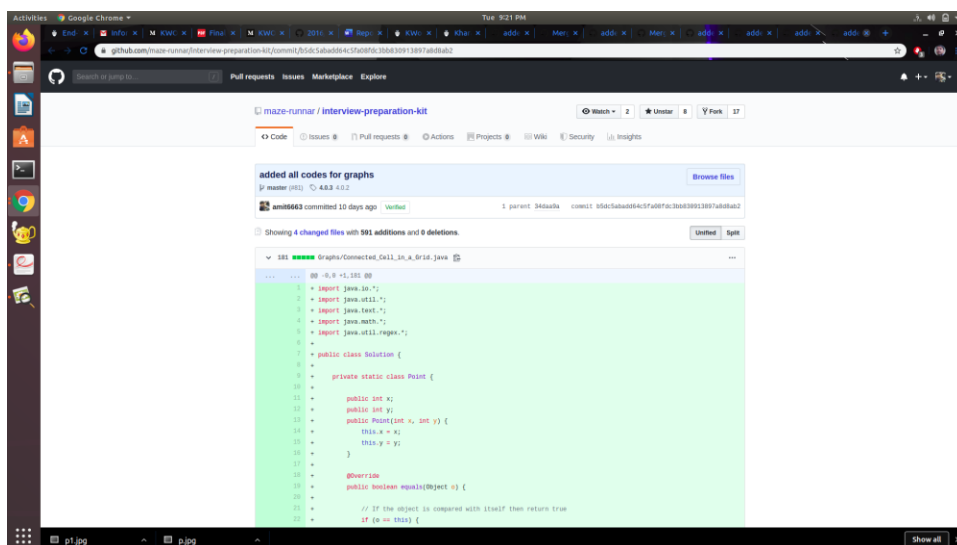 Activities Google Chrome Tue 9:21 PM
github.com/maze-runnar/interview-preparation-kit/commit/b5dc5abadd64c5fa08fdc3bb830913897a8d8ab2
Search or jump to... Pull requests Issues Marketplace Explore
maze-runnar / interview-preparation-kit Watch 2 Unstar 8 Fork 17
Code Issues 0 Pull requests 0 Actions Projects 0 Wiki Security Insights
added all codes for graphs Browse files
master (#81) 4.0.3 4.0.2
amit6663 committed 10 days ago Verified 1 parent 34daa9a commit b5dc5abadd64c5fa08fdc3bb830913897a8d8ab2
Showing 4 changed files with 591 additions and 0 deletions. Unified Split
181 Graphs/Connected_Cell_in_a_Grid.java ...
... ... @@ -0,0 +1,181 @@
1 + import java.io.*;
2 + import java.util.*;
3 + import java.text.*;
4 + import java.math.*;
5 + import java.util.regex.*;
6 +
7 + public class Solution {
8 +
9 + private static class Point {
10 +
11 + public int x;
12 + public int y;
13 + public Point(int x, int y) {
14 + this.x = x;
15 + this.y = y;
16 + }
17 +
18 + @Override
19 + public boolean equals(Object o) {
20 +
21 + // If the object is compared with itself then return true
22 + if (o == this) {
p1.jpg p.jpg Show all